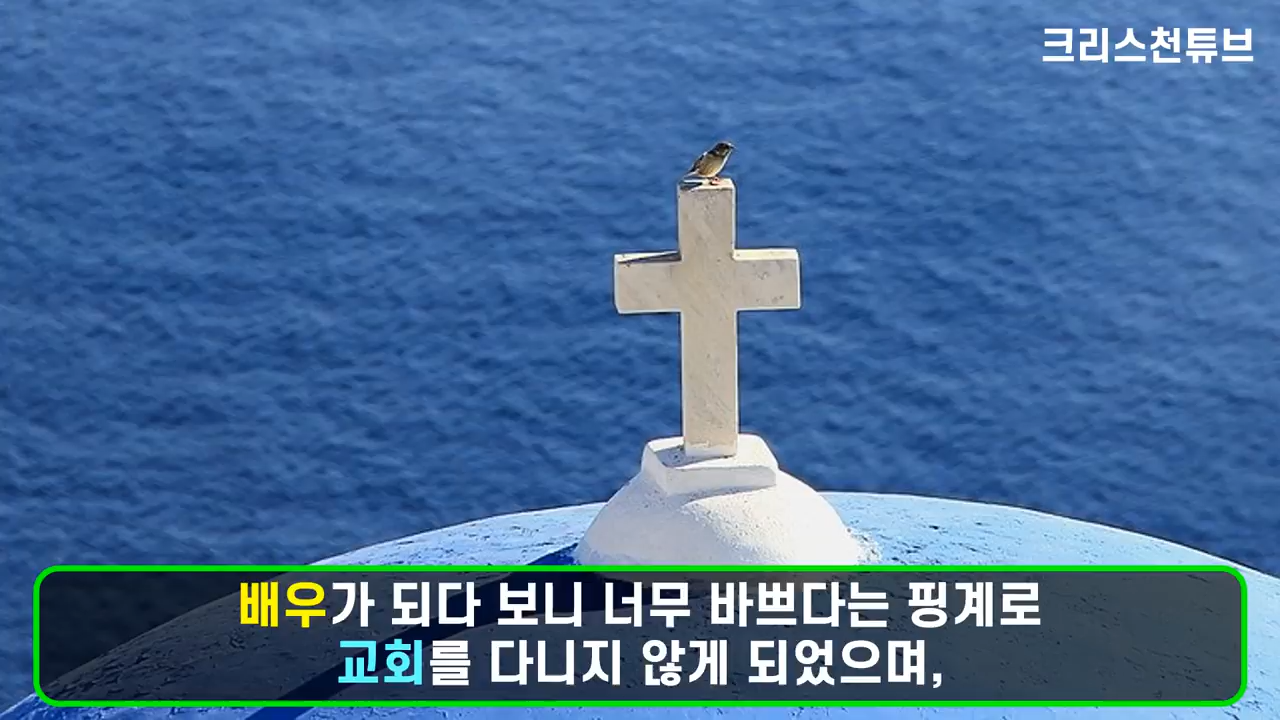 크리스천튜브
배우가 되다 보니 너무 바쁘다는 핑계로
교회를 다니지 않게 되었으며,